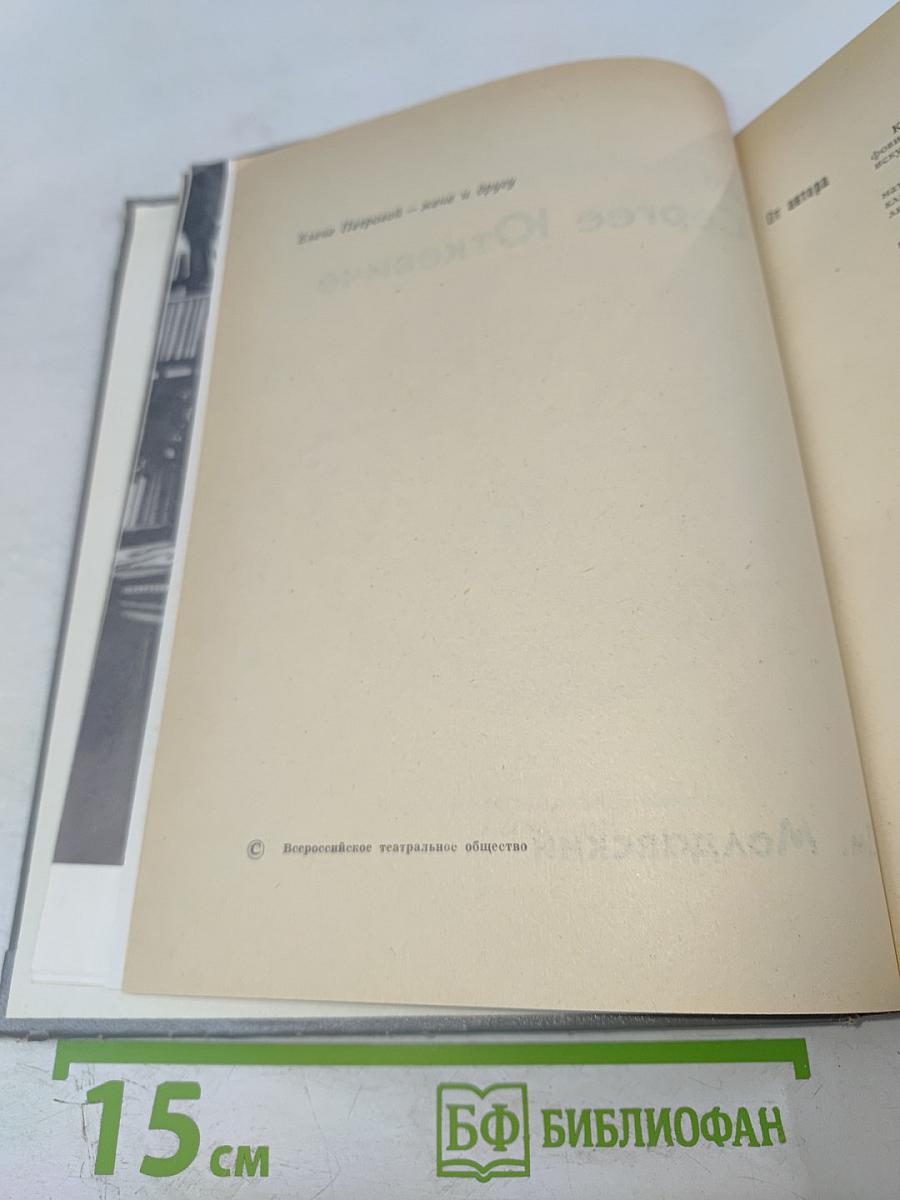 Елене Петровой — жене и другу
© Всероссийское театральное общество
От автора
15 см
БФ БИБЛИОФАН